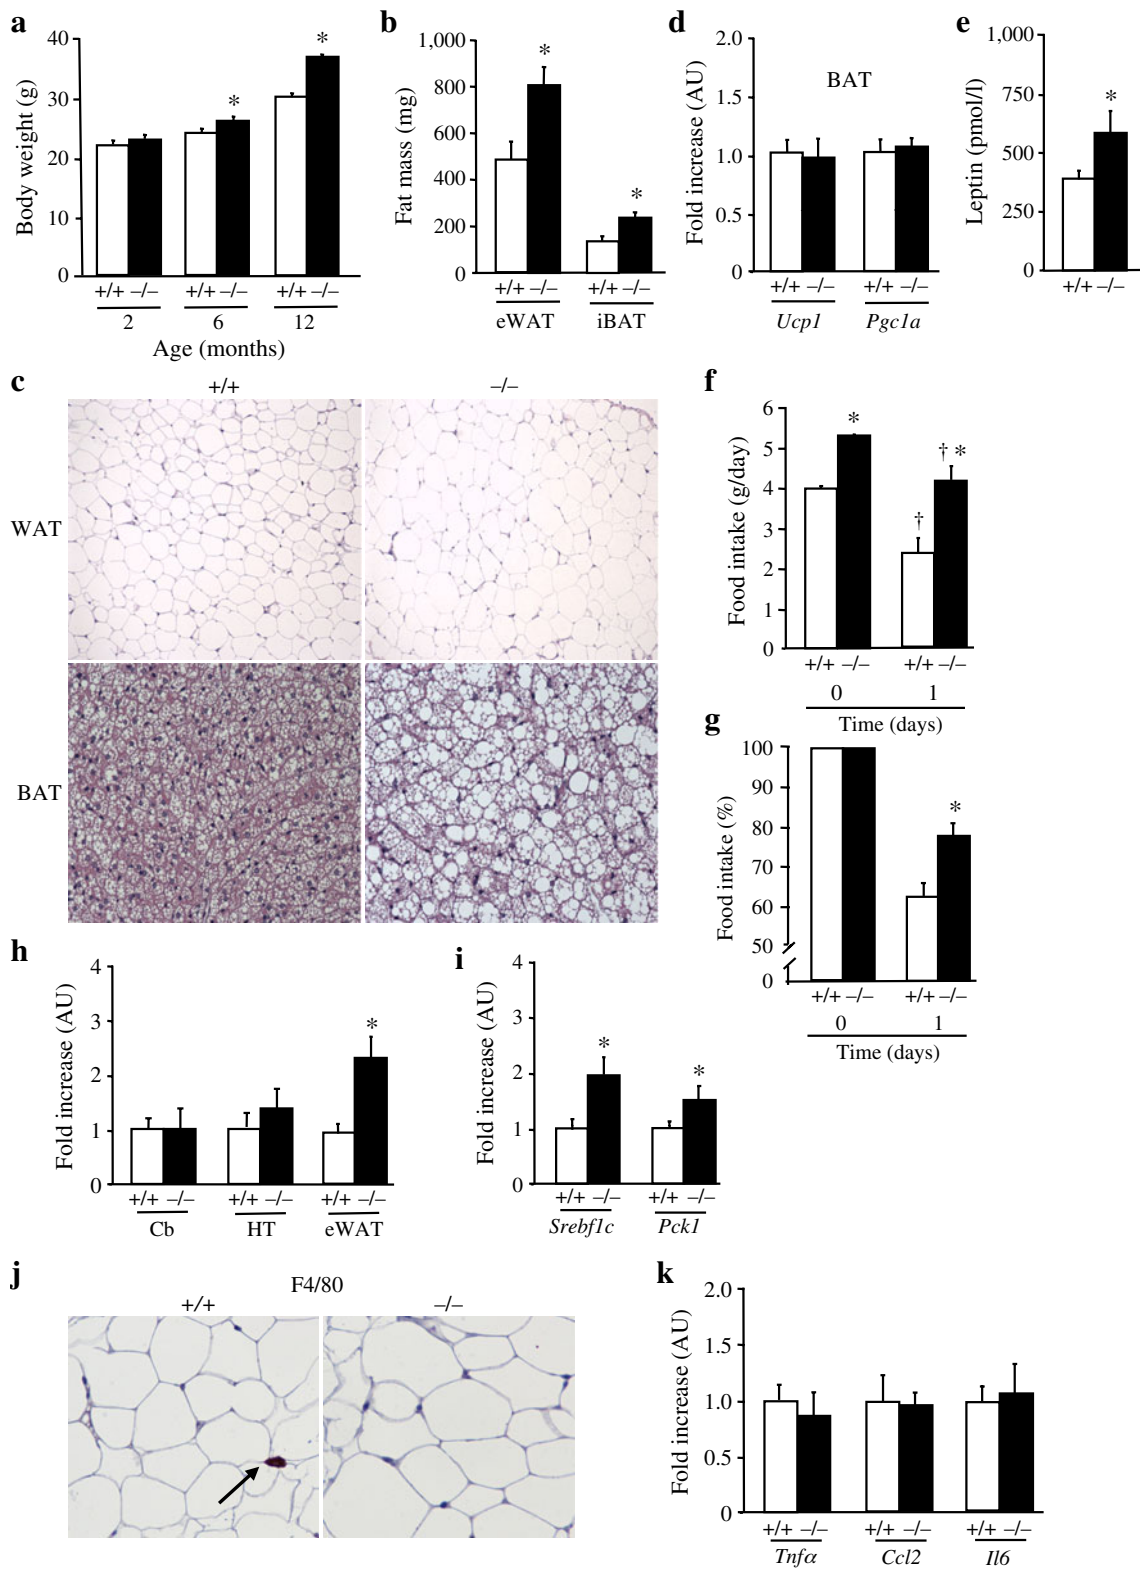 a
Body weight (g)
40
30
20
10
0
*
*
+/+ –/– +/+ –/– +/+ –/–
2 6 12
Age (months)
b
Fat mass (mg)
1,000
800
600
400
200
0
*
*
+/+ –/– +/+ –/–
eWAT iBAT
d
Fold increase (AU)
2.0
1.5
1.0
0.5
0
BAT
+/+ –/– +/+ –/–
Ucp1 Pgc1a
e
Leptin (pmol/l)
1,000
750
500
250
0
*
+/+ –/–
c
+/+ –/–
WAT
BAT
f
Food intake (g/day)
6
5
4
3
2
1
0
*
† *
†
+/+ –/– +/+ –/–
0 1
Time (days)
g
Food intake (%)
100
90
80
70
60
50
0
*
+/+ –/– +/+ –/–
0 1
Time (days)
h
Fold increase (AU)
4
3
2
1
0
*
+/+ –/– +/+ –/– +/+ –/–
Cb HT eWAT
i
Fold increase (AU)
4
3
2
1
0
*
*
+/+ –/– +/+ –/–
Srebf1c Pck1
j
F4/80
+/+ –/–
k
Fold increase (AU)
2.0
1.5
1.0
0.5
0
+/+ –/– +/+ –/– +/+ –/–
Tnfα Ccl2 Il6